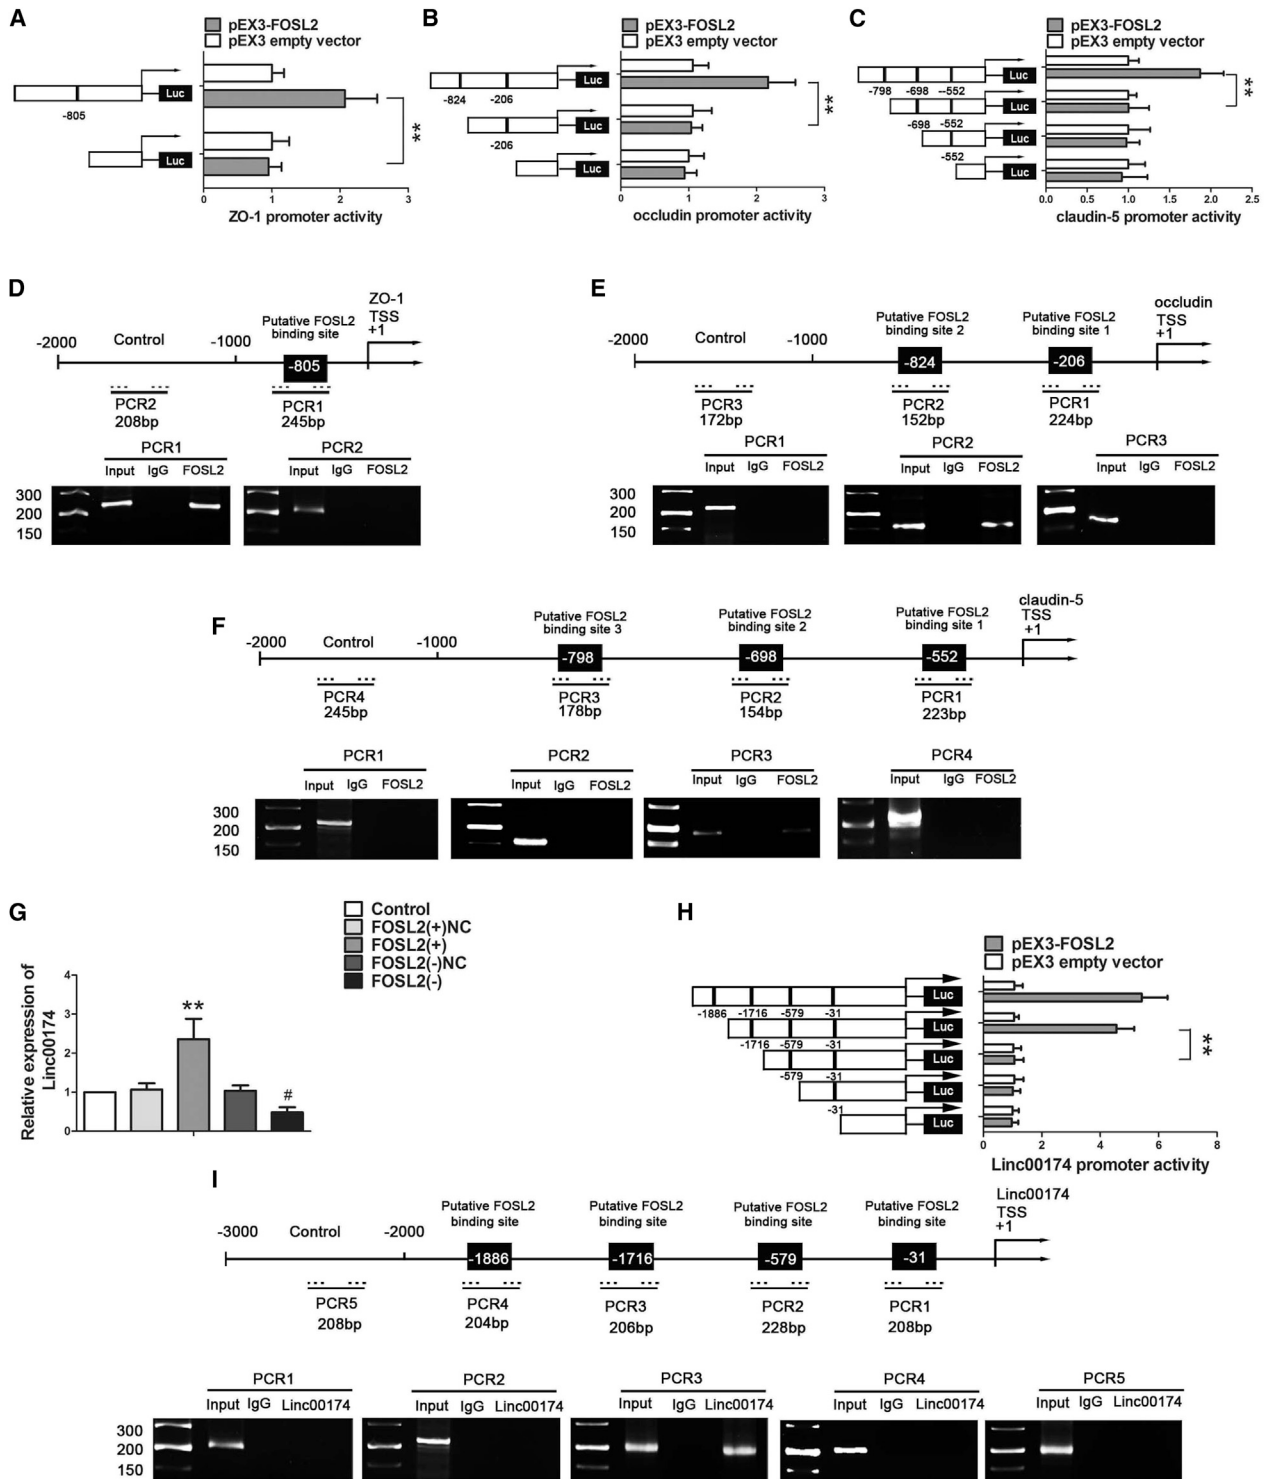 A
pEX3-FOSL2
pEX3 empty vector
Luc
-805
Luc
**
0 1 2 3
ZO-1 promoter activity
B
pEX3-FOSL2
pEX3 empty vector
Luc
-824 -206
Luc
-206
Luc
**
0 1 2 3
occludin promoter activity
C
pEX3-FOSL2
pEX3 empty vector
Luc
-798 -698 --552
Luc
-698 -552
Luc
-552
Luc
**
0.0 0.5 1.0 1.5 2.0 2.5
claudin-5 promoter activity
D
ZO-1
TSS
+1
Putative FOSL2
binding site
-2000 Control -1000
-805
PCR2 PCR1
208bp 245bp
PCR1 PCR2
Input IgG FOSL2 Input IgG FOSL2
300
200
150
E
occludin
TSS
+1
Putative FOSL2
binding site 2
Putative FOSL2
binding site 1
-2000 Control -1000
-824 -206
PCR3 PCR2 PCR1
172bp 152bp 224bp
PCR1 PCR2 PCR3
Input IgG FOSL2 Input IgG FOSL2 Input IgG FOSL2
300
200
150
F
claudin-5
TSS
+1
Putative FOSL2
binding site 3
Putative FOSL2
binding site 2
Putative FOSL2
binding site 1
-2000 Control -1000
-798 -698 -552
PCR4 PCR3 PCR2 PCR1
245bp 178bp 154bp 223bp
PCR1 PCR2 PCR3 PCR4
Input IgG FOSL2 Input IgG FOSL2 Input IgG FOSL2 Input IgG FOSL2
300
200
150
G
Control
FOSL2(+)NC
FOSL2(+)
FOSL2(-)NC
FOSL2(-)
Relative expression of
Linc00174
4
3
2
1
0
**
#
H
pEX3-FOSL2
pEX3 empty vector
Luc
-1886 -1716 -579 -31
Luc
-1716 -579 -31
Luc
-579 -31
Luc
-31
Luc
**
0 2 4 6 8
Linc00174 promoter activity
I
Linc00174
TSS
+1
Putative FOSL2
binding site
Putative FOSL2
binding site
Putative FOSL2
binding site
Putative FOSL2
binding site
-3000 Control -2000
-1886 -1716 -579 -31
PCR5 PCR4 PCR3 PCR2 PCR1
208bp 204bp 206bp 228bp 208bp
PCR1 PCR2 PCR3 PCR4 PCR5
Input IgG Linc00174 Input IgG Linc00174 Input IgG Linc00174 Input IgG Linc00174 Input IgG Linc00174
300
200
150